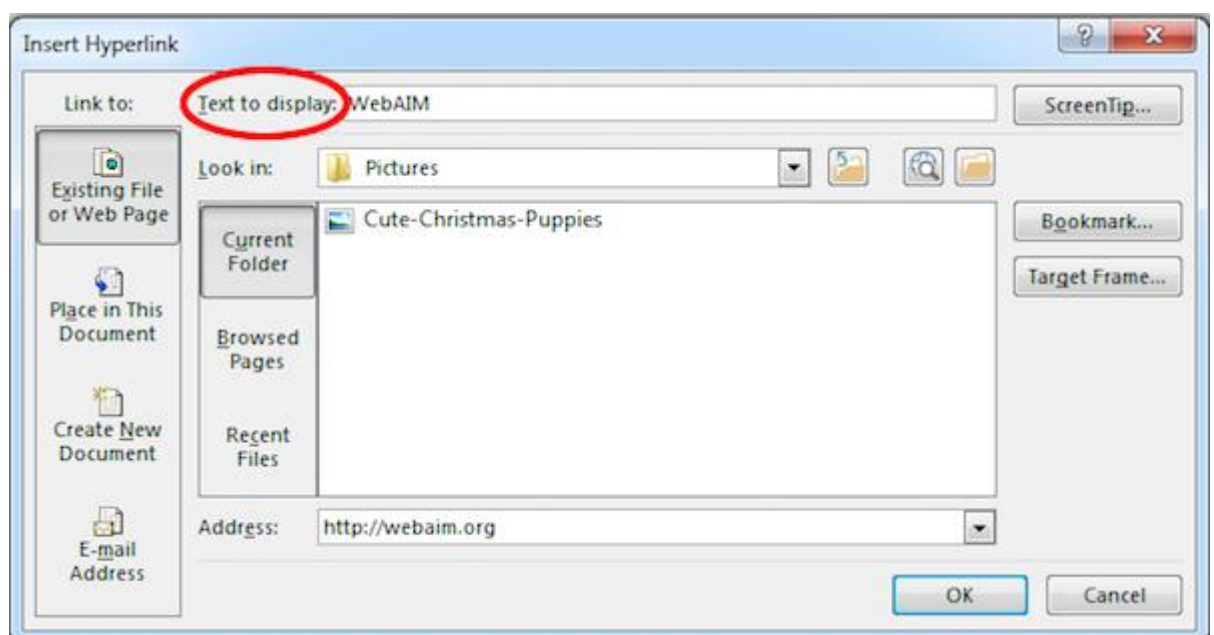 Insert Hyperlink
Link to:
Text to display: WebAIM
ScreenTip...
Existing File
or Web Page
Look in: Pictures
Current
Folder
Cute-Christmas-Puppies
Bookmark...
Place in This
Document
Target Frame...
Browsed
Pages
Create New
Document
Recent
Files
E-mail
Address
Address: http://webaim.org
OK
Cancel